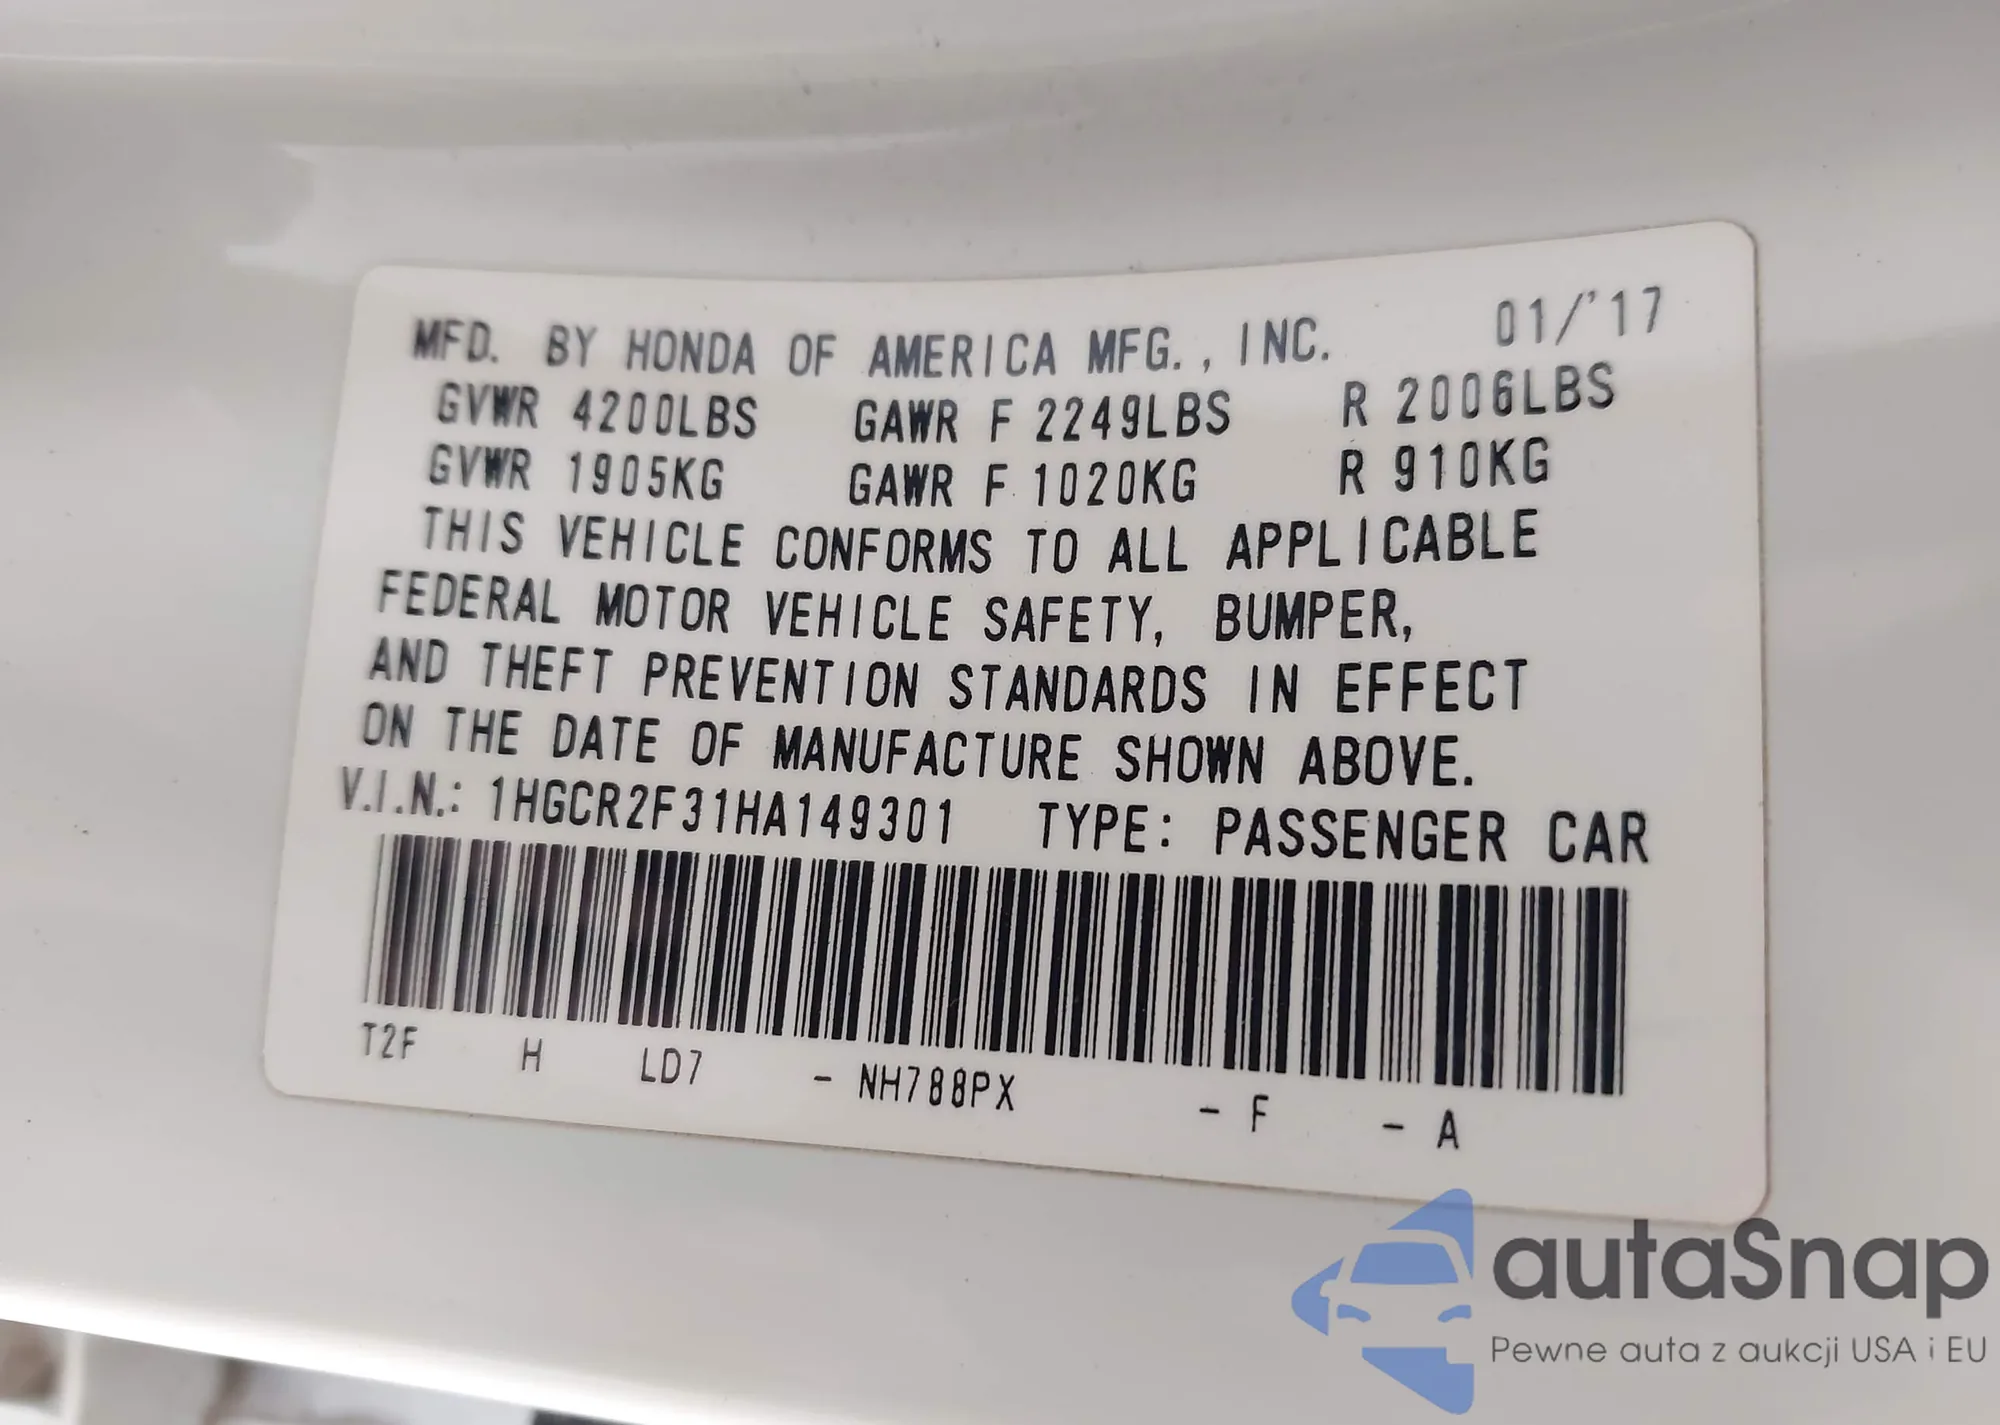 MFD. BY HONDA OF AMERICA MFG., INC. 01/'17
GVWR 4200LBS GAWR F 2249LBS R 2006LBS
GVWR 1905KG GAWR F 1020KG R 910KG
THIS VEHICLE CONFORMS TO ALL APPLICABLE
FEDERAL MOTOR VEHICLE SAFETY, BUMPER,
AND THEFT PREVENTION STANDARDS IN EFFECT
ON THE DATE OF MANUFACTURE SHOWN ABOVE.
V.I.N.: 1HGCR2F31HA149301 TYPE: PASSENGER CAR
T2F H LD7 - NH788PX - F - A
autaSnap
Pewne auta z aukcji USA i EU